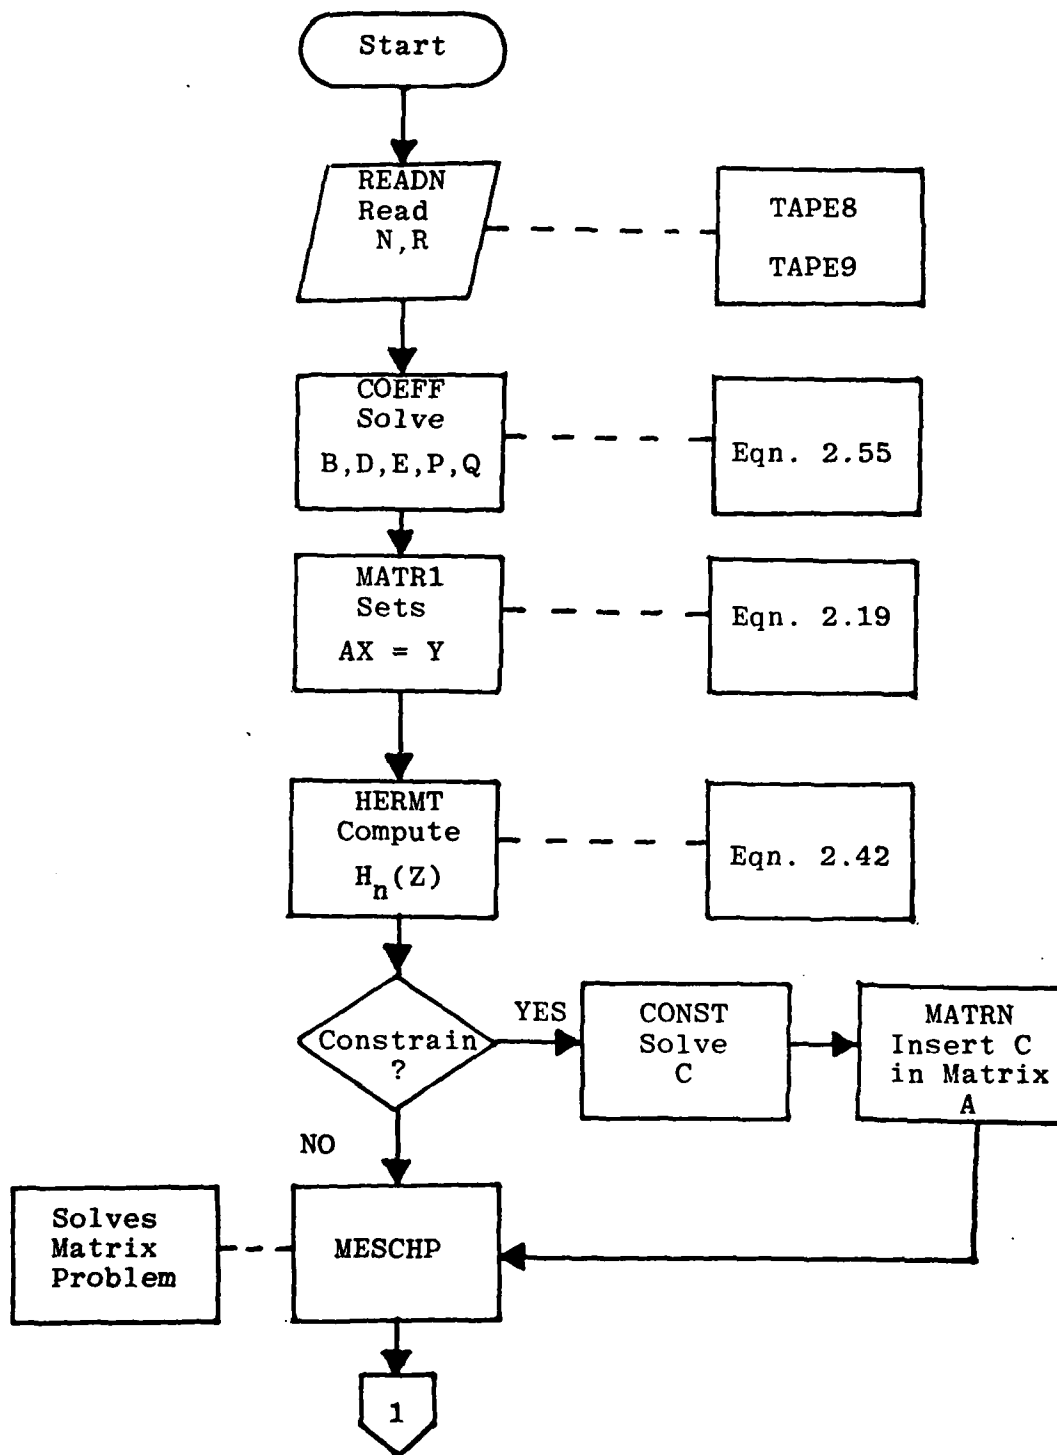 Start
READN
Read
N,R
TAPE8
TAPE9
COEFF
Solve
B,D,E,P,Q
Eqn. 2.55
MATR1
Sets
AX = Y
Eqn. 2.19
HERMT
Compute
Hn(Z)
Eqn. 2.42
Constrain
?
YES
CONST
Solve
C
MATRN
Insert C
in Matrix
A
NO
Solves
Matrix
Problem
MESCHP
1